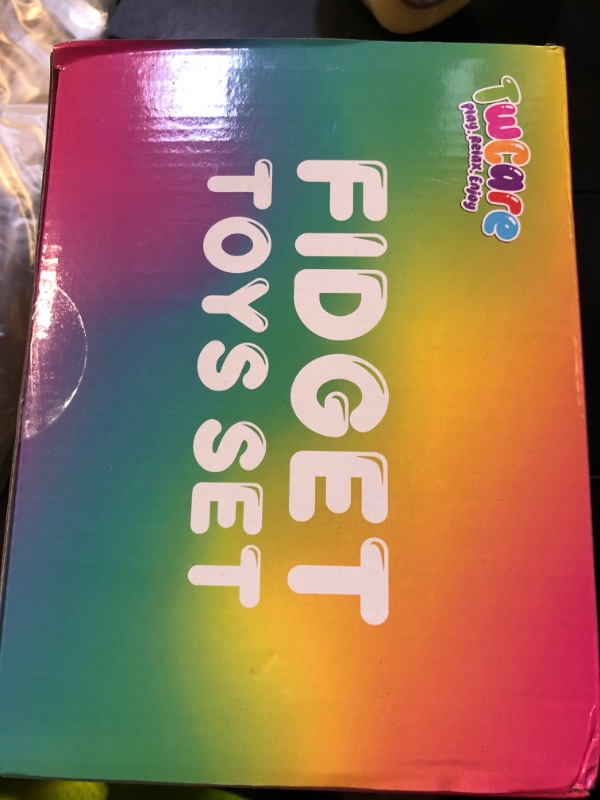 Twcare
Play, Relax, Enjoy
FIDGET
TOYS SET